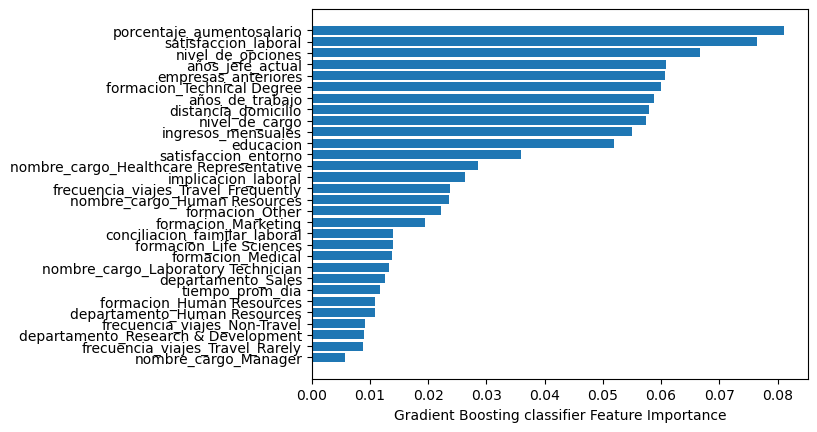 porcentaje_aumentosalario
satisfaccion_laboral
nivel_de_opciones
años_jefe_actual
empresas_anteriores
formacion_Technical Degree
años_de_trabajo
distancia_domicilio
nivel_de_cargo
ingresos_mensuales
educacion
satisfaccion_entorno
nombre_cargo_Healthcare Representative
implicacion_laboral
frecuencia_viajes_Travel_Frequently
nombre_cargo_Human Resources
formacion_Other
formacion_Marketing
conciliacion_faimilar_laboral
formacion_Life Sciences
formacion_Medical
nombre_cargo_Laboratory Technician
departamento_Sales
tiempo_prom_dia
formacion_Human Resources
departamento_Human Resources
frecuencia_viajes_Non-Travel
departamento_Research & Development
frecuencia_viajes_Travel_Rarely
nombre_cargo_Manager
0.00 0.01 0.02 0.03 0.04 0.05 0.06 0.07 0.08
Gradient Boosting classifier Feature Importance